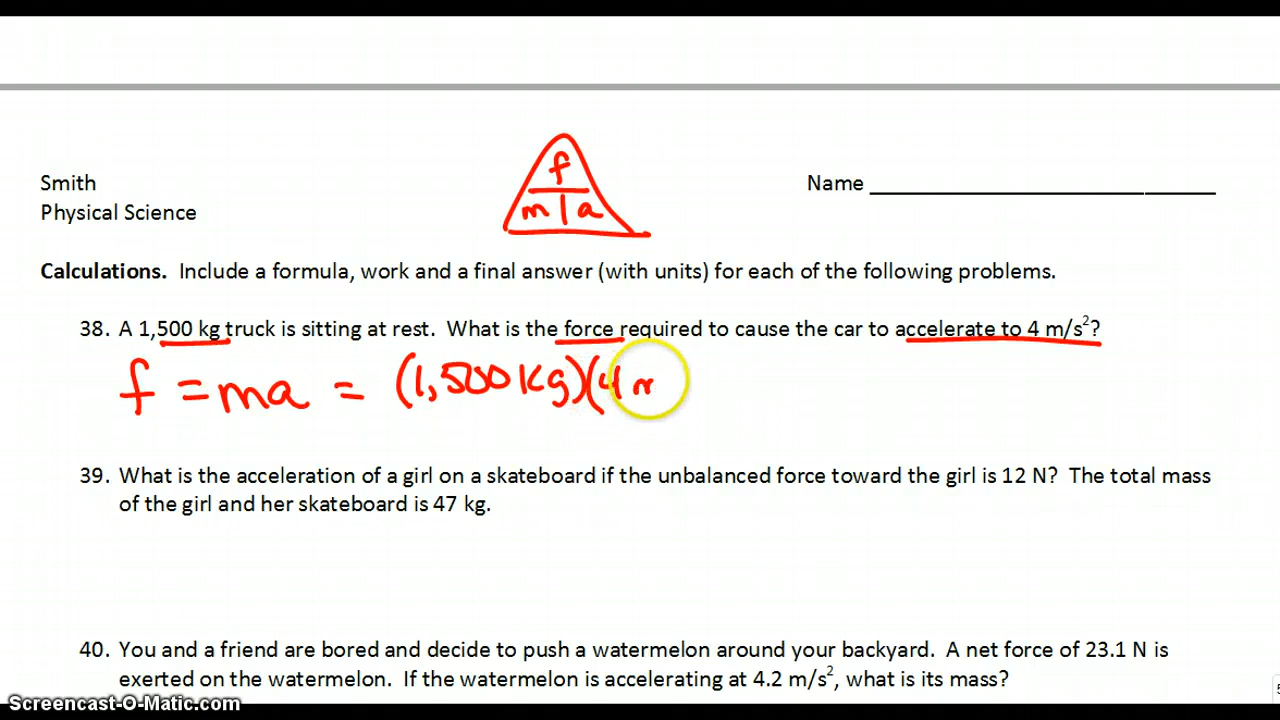 f
m | a
Smith
Name
Physical Science
Calculations. Include a formula, work and a final answer (with units) for each of the following problems.
38. A 1,500 kg truck is sitting at rest. What is the force required to cause the car to accelerate to 4 m/s²?
f = ma = (1,500 kg)(4 m
39. What is the acceleration of a girl on a skateboard if the unbalanced force toward the girl is 12 N? The total mass
of the girl and her skateboard is 47 kg.
40. You and a friend are bored and decide to push a watermelon around your backyard. A net force of 23.1 N is
exerted on the watermelon. If the watermelon is accelerating at 4.2 m/s², what is its mass?
Screencast-O-Matic.com